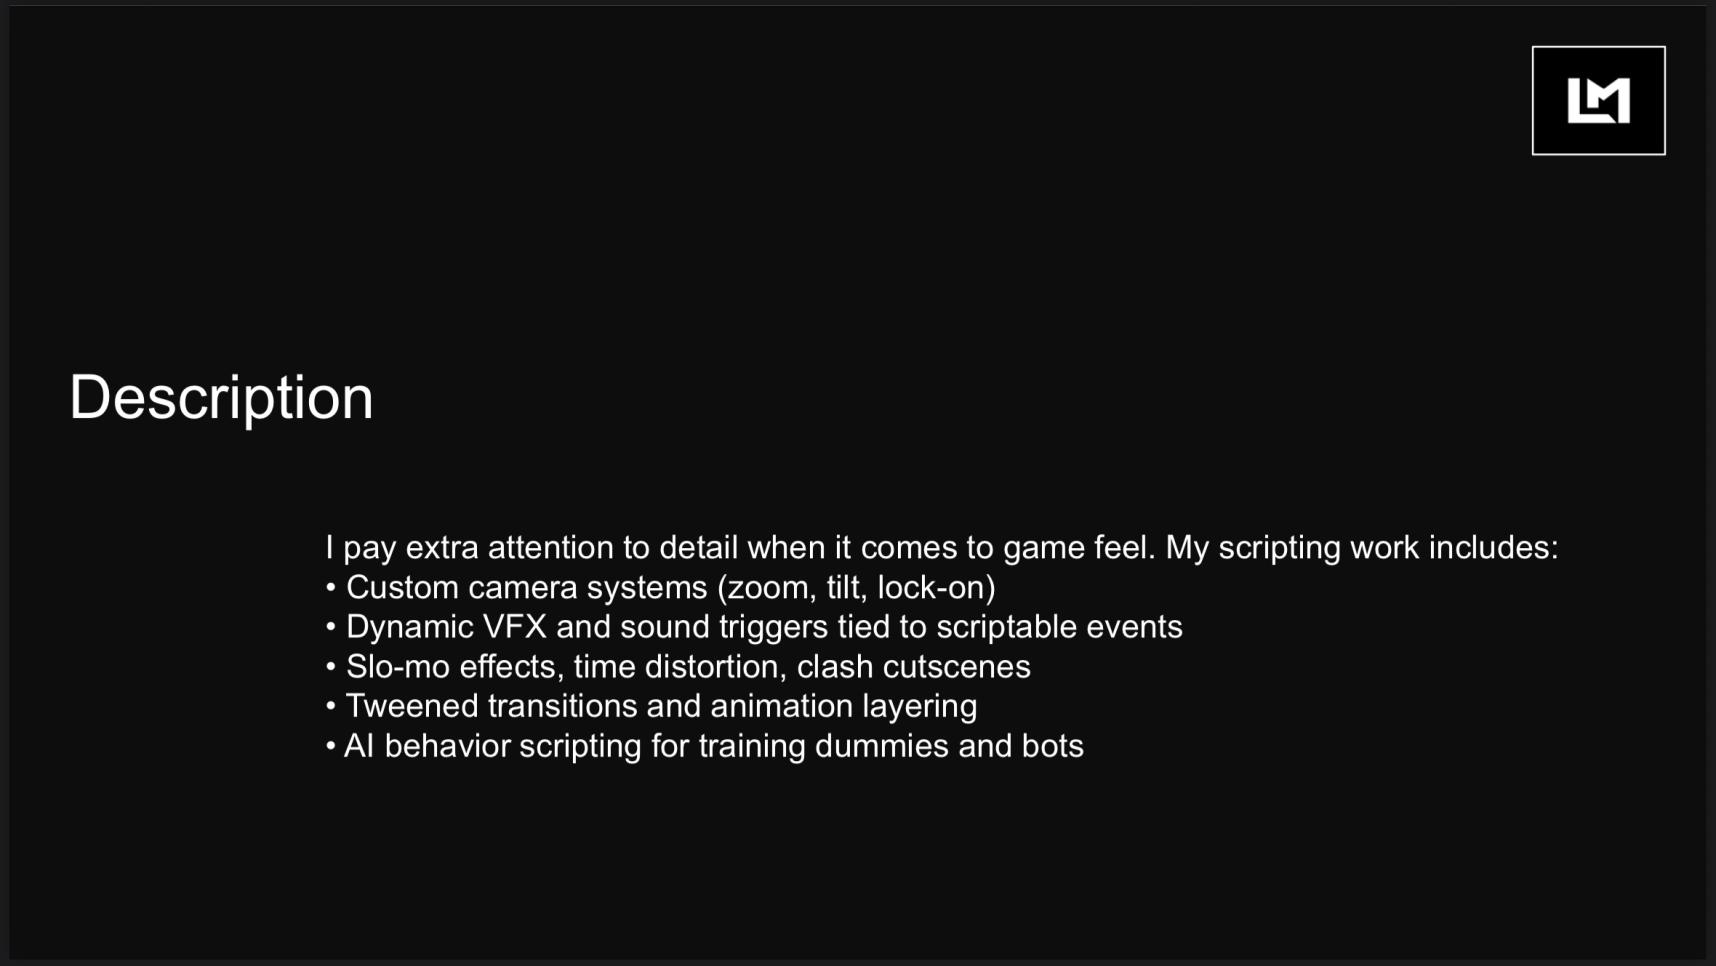 LM
Description
I pay extra attention to detail when it comes to game feel. My scripting work includes:
• Custom camera systems (zoom, tilt, lock-on)
• Dynamic VFX and sound triggers tied to scriptable events
• Slo-mo effects, time distortion, clash cutscenes
• Tweened transitions and animation layering
• AI behavior scripting for training dummies and bots